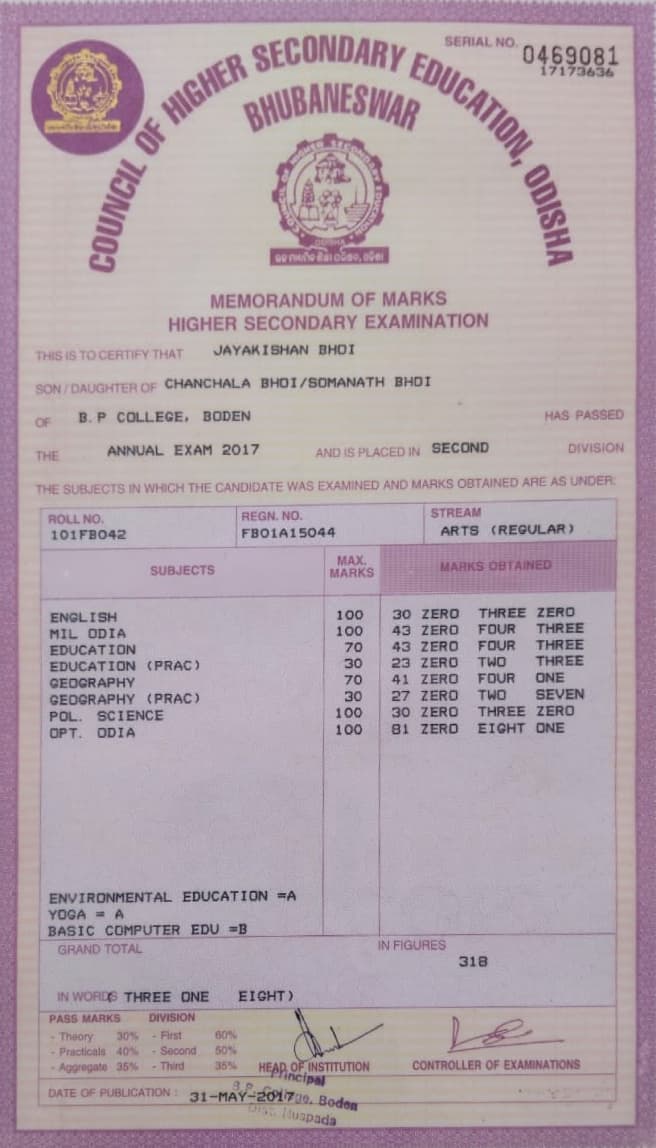 SERIAL NO. 0469081
17173636
COUNCIL OF HIGHER SECONDARY EDUCATION, ODISHA
BHUBANESWAR
MEMORANDUM OF MARKS
HIGHER SECONDARY EXAMINATION
THIS IS TO CERTIFY THAT JAYAKISHAN BHOI
SON / DAUGHTER OF CHANCHALA BHOI/SOMANATH BHOI
OF B.P COLLEGE, BODEN HAS PASSED
THE ANNUAL EXAM 2017 AND IS PLACED IN SECOND DIVISION
THE SUBJECTS IN WHICH THE CANDIDATE WAS EXAMINED AND MARKS OBTAINED ARE AS UNDER:
ROLL NO. REGN. NO. STREAM
101FB042 FB01A15044 ARTS (REGULAR)
SUBJECTS MAX. MARKS MARKS OBTAINED
ENGLISH 100 30 ZERO THREE ZERO
MIL ODIA 100 43 ZERO FOUR THREE
EDUCATION 70 43 ZERO FOUR THREE
EDUCATION (PRAC) 30 23 ZERO TWO THREE
GEOGRAPHY 70 41 ZERO FOUR ONE
GEOGRAPHY (PRAC) 30 27 ZERO TWO SEVEN
POL. SCIENCE 100 30 ZERO THREE ZERO
OPT. ODIA 100 81 ZERO EIGHT ONE
ENVIRONMENTAL EDUCATION =A
YOGA = A
BASIC COMPUTER EDU =B
GRAND TOTAL IN FIGURES
318
IN WORDS ( THREE ONE EIGHT)
PASS MARKS DIVISION
- Theory 30% - First 60%
- Practicals 40% - Second 50%
- Aggregate 35% - Third 35%
HEAD OF INSTITUTION CONTROLLER OF EXAMINATIONS
Principal
B.P. College, Boden
DATE OF PUBLICATION : 31-MAY-2017
Dist. Nuapada